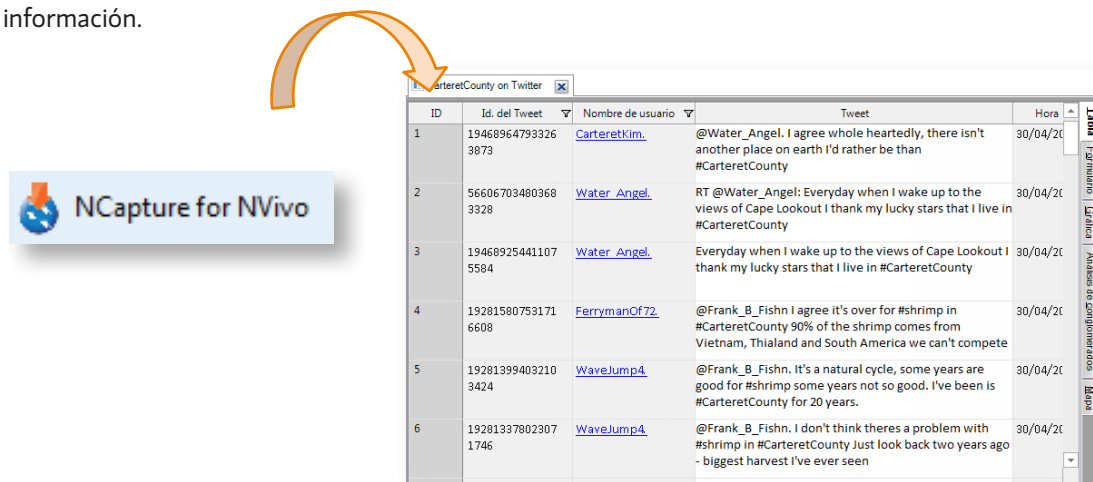 información.
NCapture for NVivo
CarteretCounty on Twitter
ID Id. del Tweet Nombre de usuario Tweet Hora
1 19468964793326 CarteretKim. @Water_Angel. I agree whole heartedly, there isn't 30/04/20
3873 another place on earth I'd rather be than
#CarteretCounty
2 56606703480368 Water Angel. RT @Water_Angel: Everyday when I wake up to the 30/04/20
3328 views of Cape Lookout I thank my lucky stars that I live in
#CarteretCounty
3 19468925441107 Water Angel. Everyday when I wake up to the views of Cape Lookout I 30/04/20
5584 thank my lucky stars that I live in #CarteretCounty
4 19281580753171 FerrymanOf72. @Frank_B_Fishn I agree it's over for #shrimp in 30/04/20
6608 #CarteretCounty 90% of the shrimp comes from
Vietnam, Thialand and South America we can't compete
5 19281399403210 WaveJump4. @Frank_B_Fishn. It's a natural cycle, some years are 30/04/20
3424 good for #shrimp some years not so good. I've been is
#CarteretCounty for 20 years.
6 19281337802307 WaveJump4. @Frank_B_Fishn. I don't think theres a problem with 30/04/20
1746 #shrimp in #CarteretCounty Just look back two years ago
- biggest harvest I've ever seen
Tabla
Formulario
Gráfica
Análisis de conglomerados
Mapa